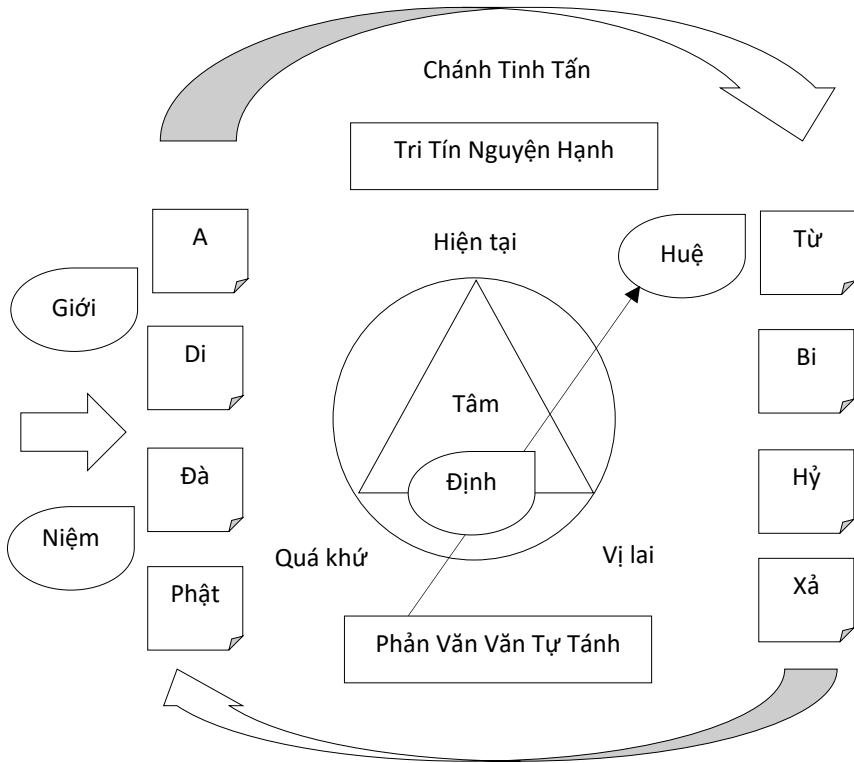 Chánh Tinh Tấn
Tri Tín Nguyện Hạnh
A
Hiện tại
Huệ
Từ
Giới
Di
Bi
Tâm
Đà
Định
Hỷ
Niệm
Quá khứ
Vị lai
Phật
Xả
Phản Văn Văn Tự Tánh